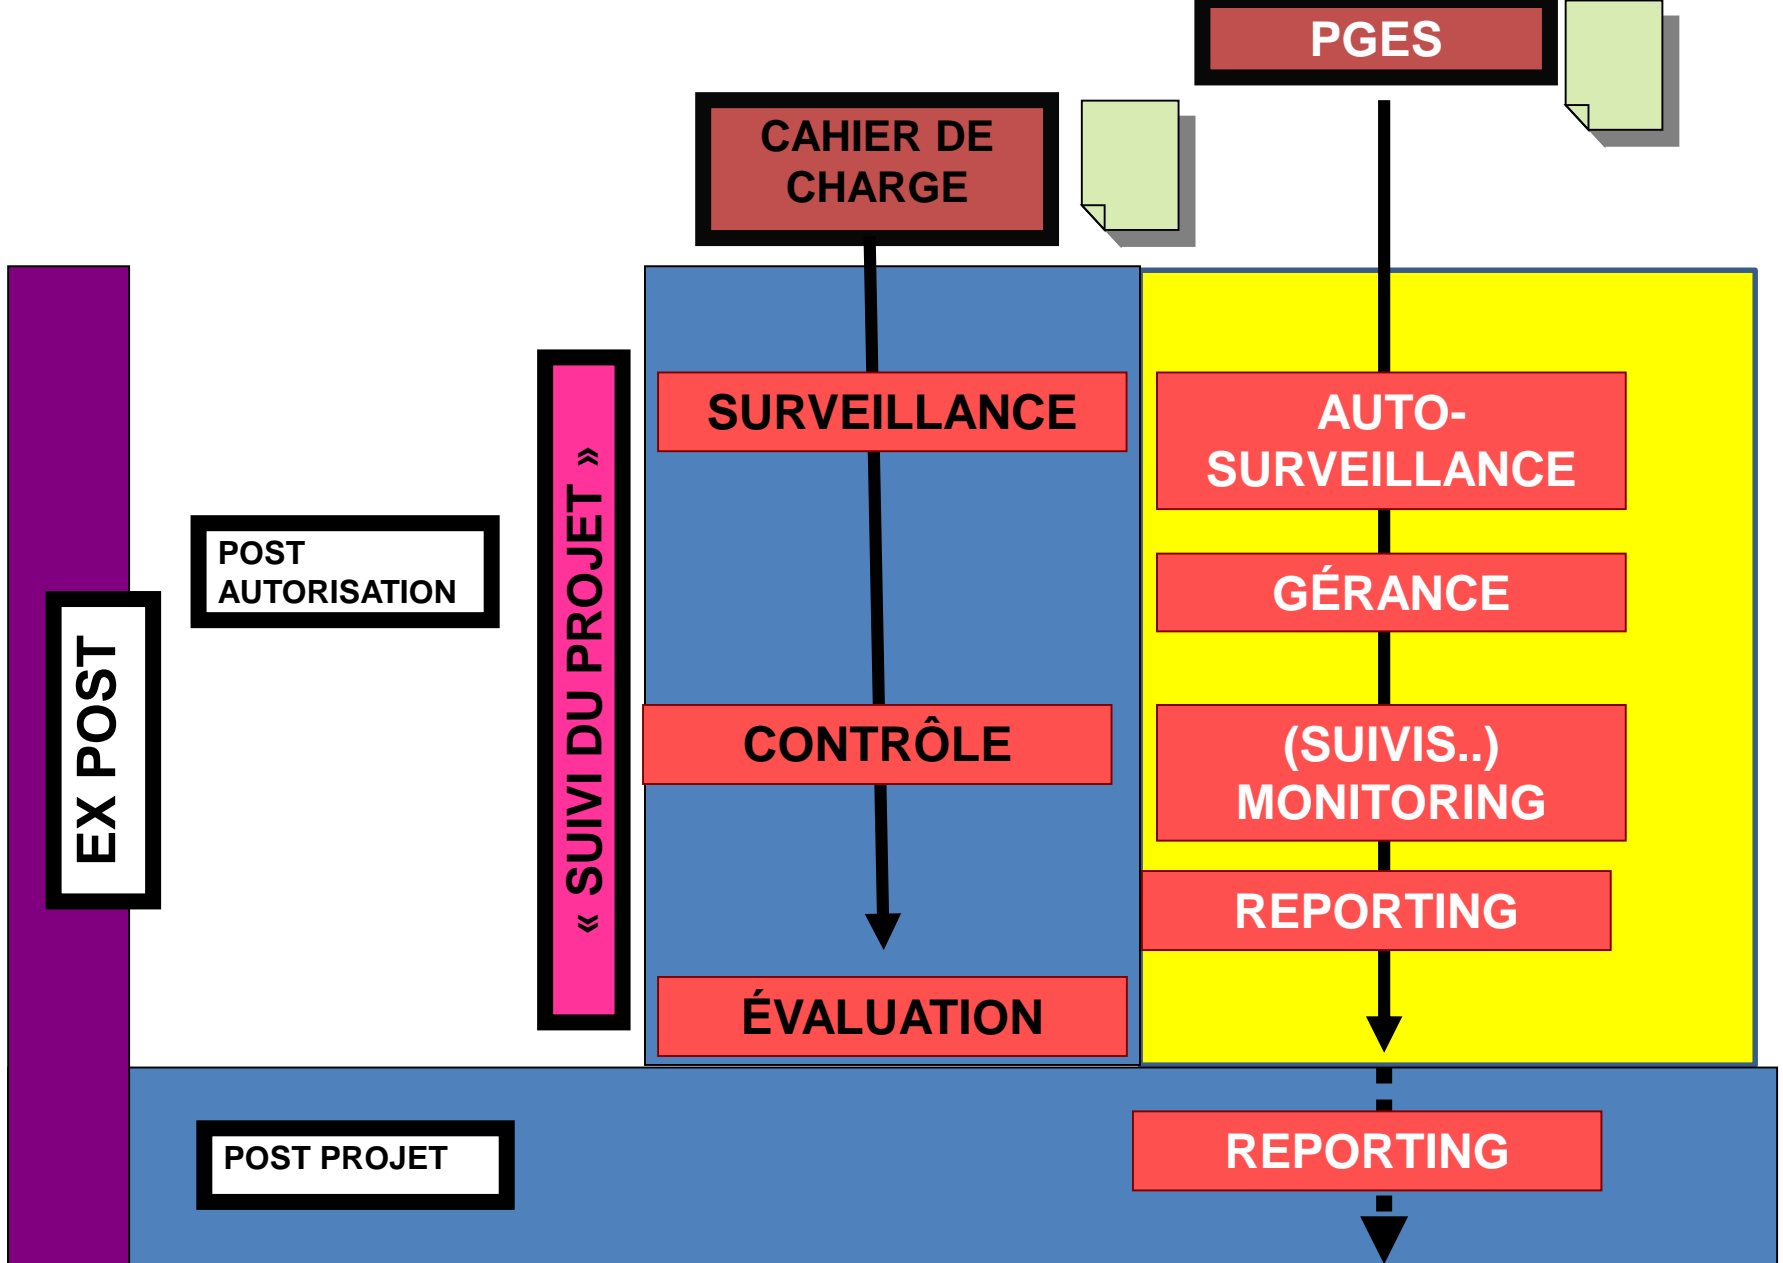 PGES
CAHIER DE
CHARGE
SURVEILLANCE
AUTO-
SURVEILLANCE
« SUIVI DU PROJET »
POST
AUTORISATION
GÉRANCE
EX POST
CONTRÔLE
(SUIVIS..)
MONITORING
REPORTING
ÉVALUATION
POST PROJET
REPORTING